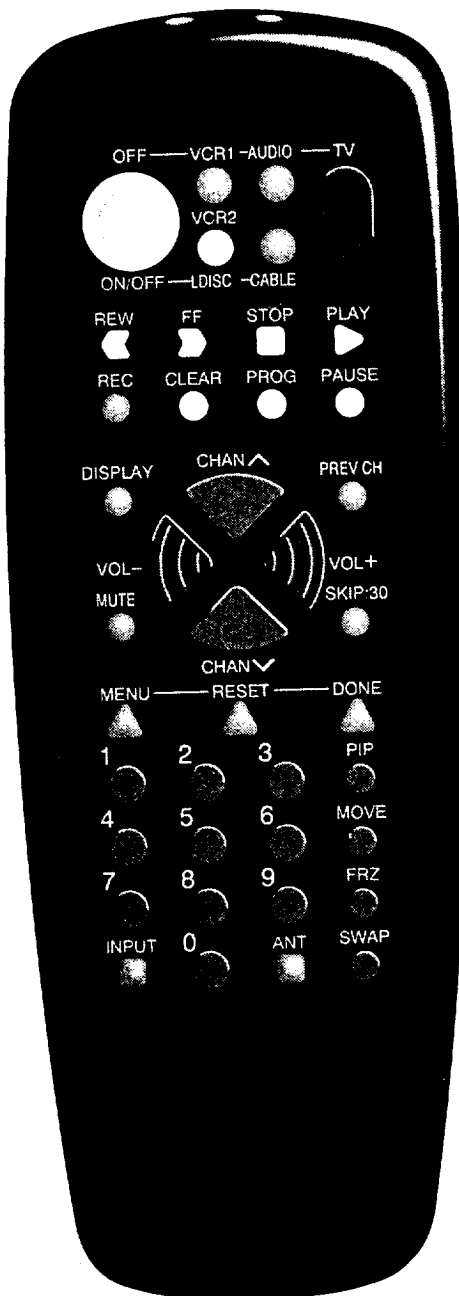 OFF VCR1 AUDIO TV
VCR2
ON/OFF LDISC CABLE
REW FF STOP PLAY
REC CLEAR PROG PAUSE
DISPLAY CHAN PREV CH
VOL- VOL+
MUTE SKIP:30
CHAN
MENU RESET DONE
1 2 3 PIP
4 5 6 MOVE
7 8 9 FRZ
INPUT 0 ANT SWAP